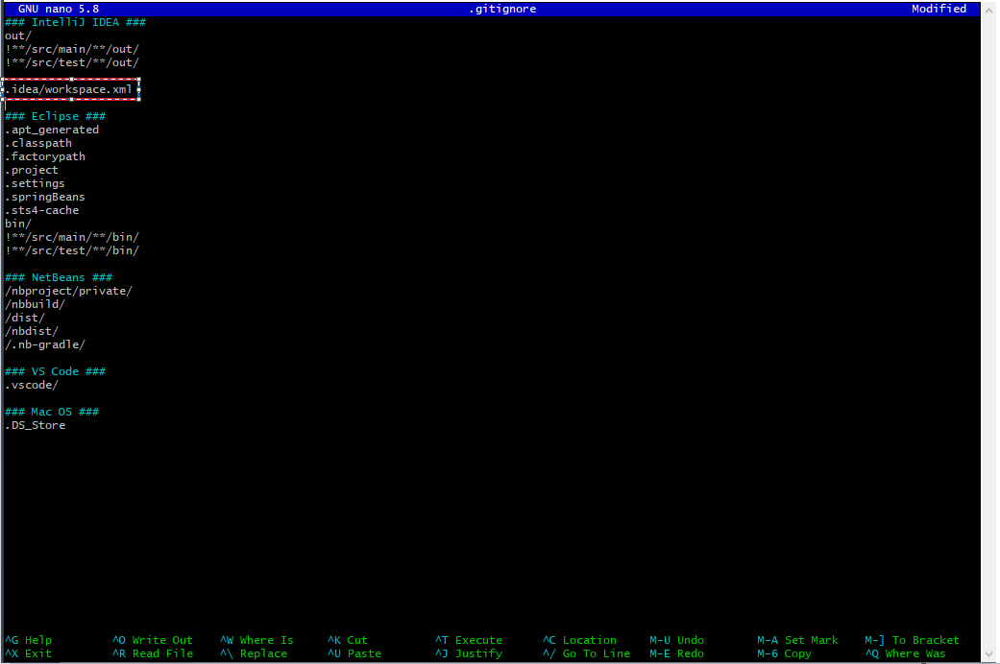 GNU nano 5.8 .gitignore Modified
### IntelliJ IDEA ###
out/
!**/src/main/**/out/
!**/src/test/**/out/
.idea/workspace.xml
### Eclipse ###
.apt_generated
.classpath
.factorypath
.project
.settings
.springBeans
.sts4-cache
bin/
!**/src/main/**/bin/
!**/src/test/**/bin/
### NetBeans ###
/nbproject/private/
/nbbuild/
/dist/
/nbdist/
/.nb-gradle/
### VS Code ###
.vscode/
### Mac OS ###
.DS_Store
^G Help ^O Write Out ^W Where Is ^K Cut ^T Execute ^C Location M-U Undo M-A Set Mark M-] To Bracket
^X Exit ^R Read File ^\ Replace ^U Paste ^J Justify ^/ Go To Line M-E Redo M-6 Copy ^Q Where Was